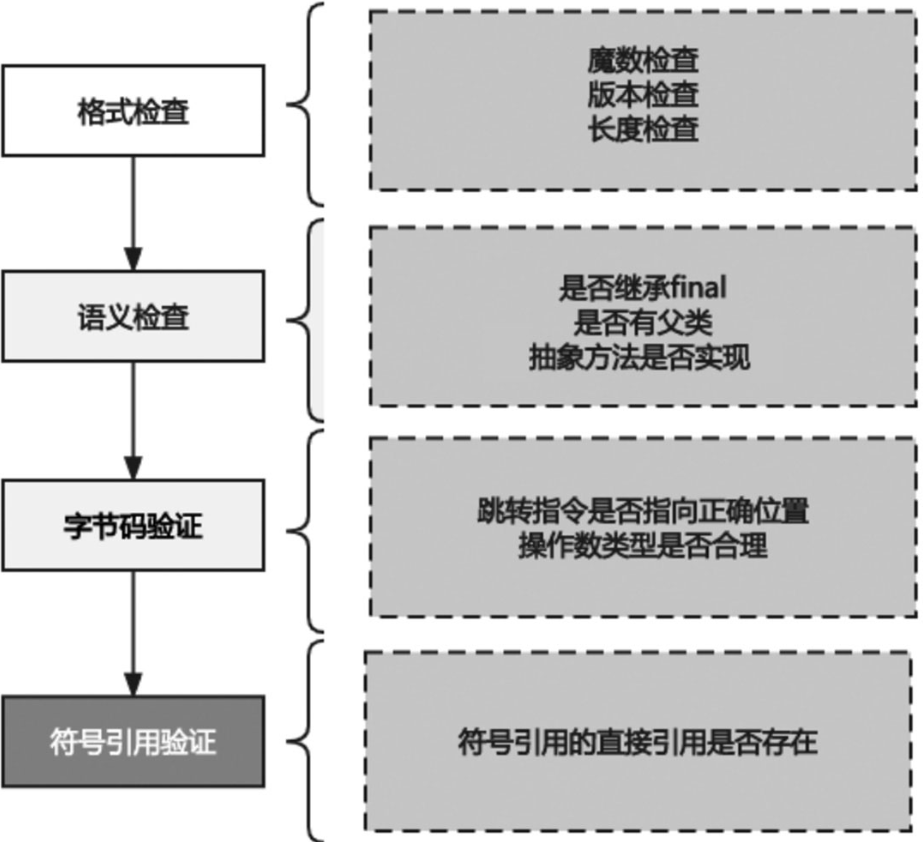 格式检查
魔数检查
版本检查
长度检查
语义检查
是否继承final
是否有父类
抽象方法是否实现
字节码验证
跳转指令是否指向正确位置
操作数类型是否合理
符号引用验证
符号引用的直接引用是否存在